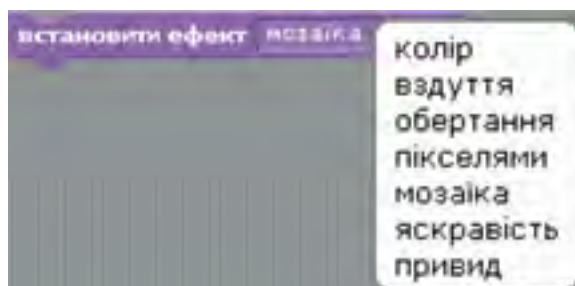 встановити ефект мозаїка
колір
вздуття
обертання
пікселями
мозаїка
яскравість
привид